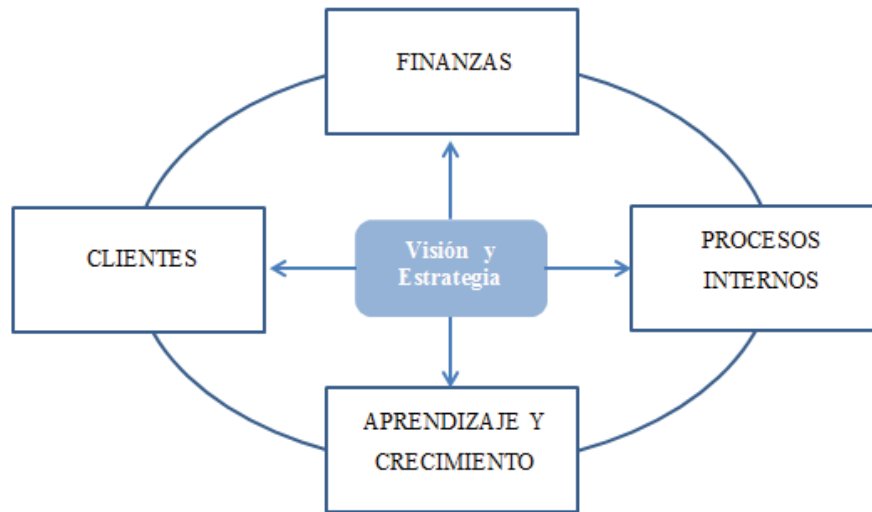 FINANZAS
CLIENTES
Visión y
Estrategia
PROCESOS
INTERNOS
APRENDIZAJE Y
CRECIMIENTO